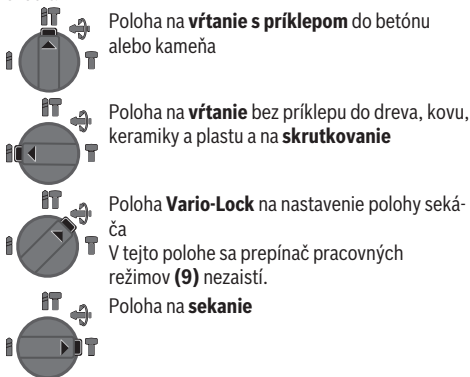 Poloha na vŕtanie s príklepom do betónu
alebo kameňa
Poloha na vŕtanie bez príklepu do dreva, kovu,
keramiky a plastu a na skrutkovanie
Poloha Vario-Lock na nastavenie polohy seká-
ča
V tejto polohe sa prepínač pracovných
režimov (9) nezaistí.
Poloha na sekanie